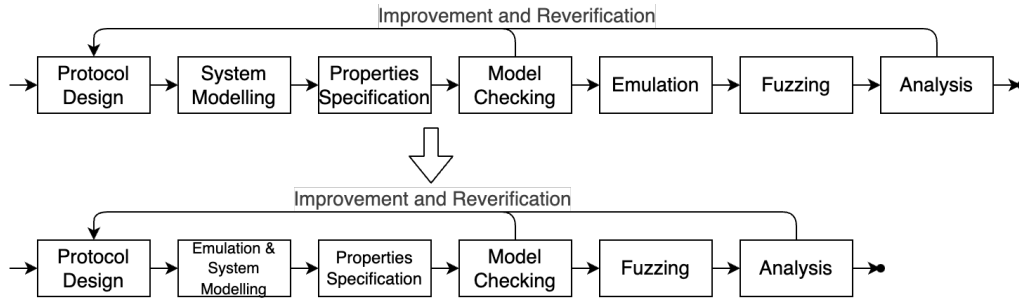 Improvement and Reverification
Protocol
Design
System
Modelling
Properties
Specification
Model
Checking
Emulation
Fuzzing
Analysis
Improvement and Reverification
Protocol
Design
Emulation &
System
Modelling
Properties
Specification
Model
Checking
Fuzzing
Analysis